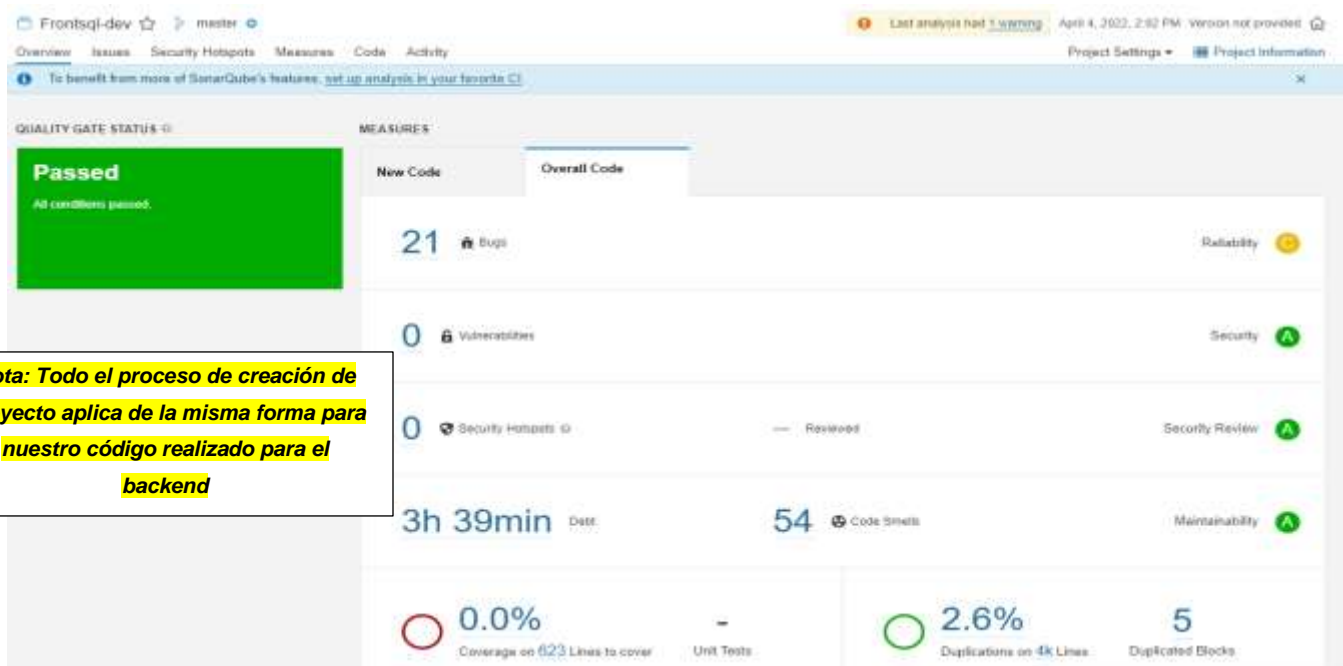 Frontsql-dev master
Last analysis had 1 warning April 4, 2022, 2:02 PM Version not provided
Overview Issues Security Hotspots Measures Code Activity
Project Settings Project Information
To benefit from more of SonarQube's features, set up analysis in your favorite CI.
QUALITY GATE STATUS
MEASURES
Passed
All conditions passed.
New Code
Overall Code
21 Bugs
Reliability
0 Vulnerabilities
Security A
ota: Todo el proceso de creación de
yecto aplica de la misma forma para
nuestro código realizado para el
backend
0 Security Hotspots
— Reviewed
Security Review A
3h 39min Debt
54 Code Smells
Maintainability A
0.0%
Coverage on 623 Lines to cover
-
Unit Tests
2.6%
Duplications on 4k Lines
5
Duplicated Blocks